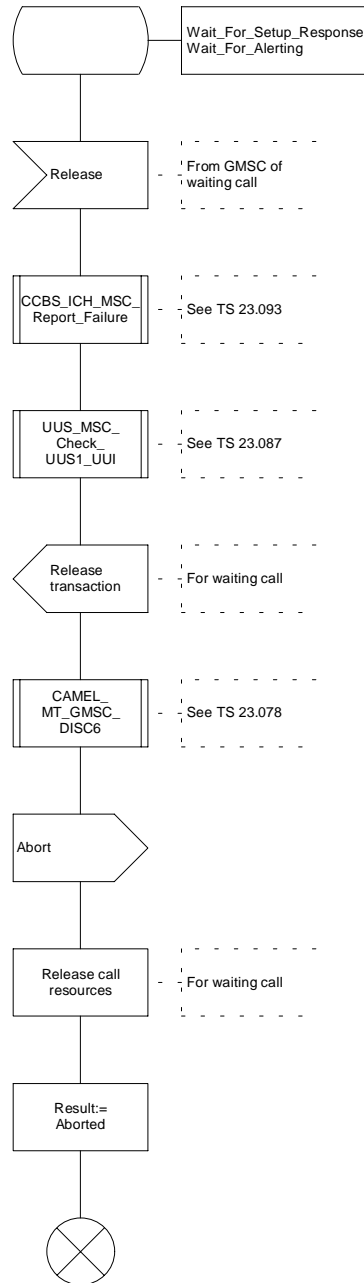 Wait_For_Setup_Response
Wait_For_Alerting
Release
From GMSC of
waiting call
CCBS_ICH_MSC_
Report_Failure
See TS 23.093
UUS_MSC_
Check_
UUS1_UUI
See TS 23.087
Release
transaction
For waiting call
CAMEL_
MT_GMSC_
DISC6
See TS 23.078
Abort
Release call
resources
For waiting call
Result:=
Aborted